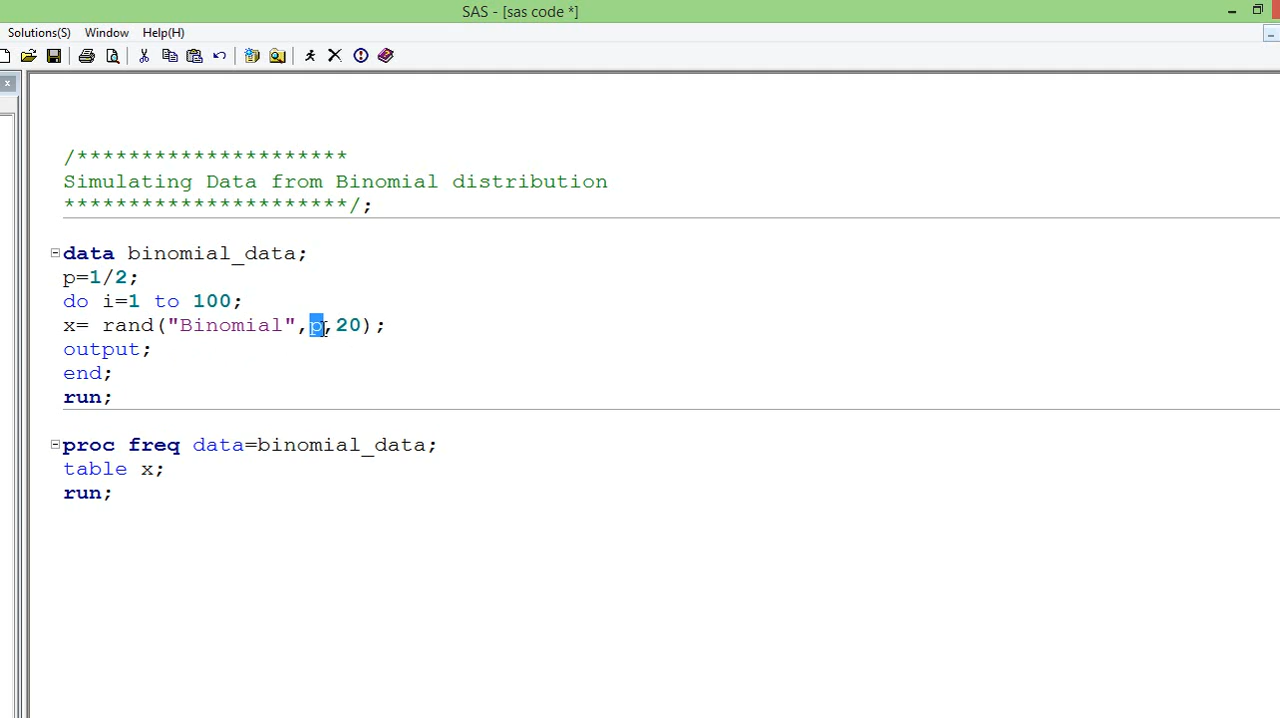 SAS - [sas code *]
Solutions(S) Window Help(H)
/*********************
Simulating Data from Binomial distribution
**********************/;
data binomial_data;
p=1/2;
do i=1 to 100;
x= rand("Binomial",p,20);
output;
end;
run;
proc freq data=binomial_data;
table x;
run;